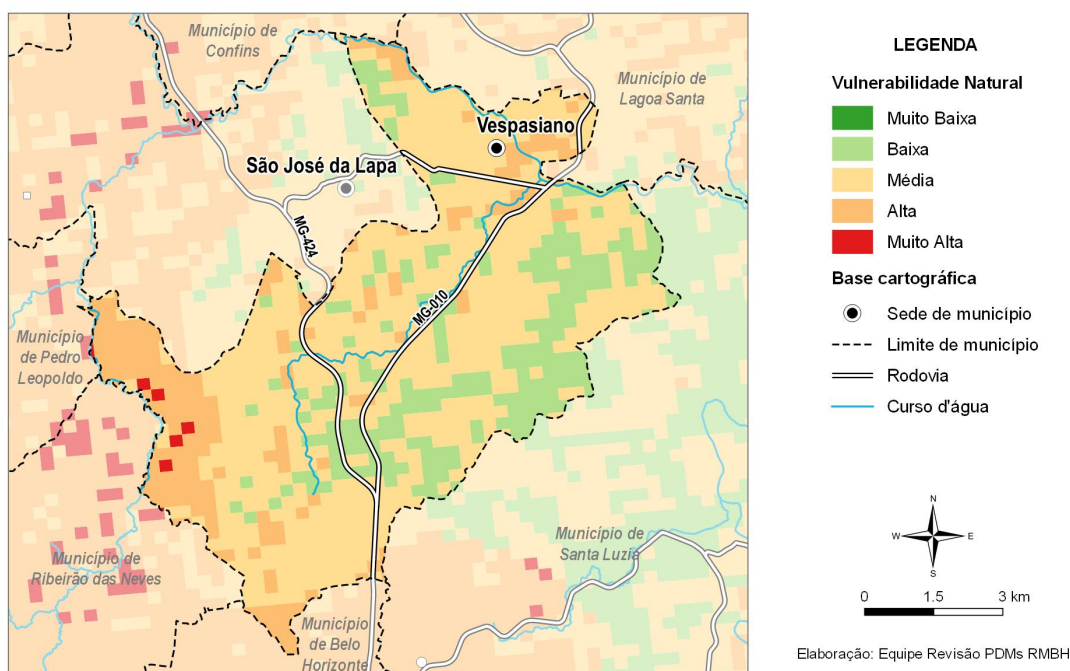 Município de
Confins
Município de
Lagoa Santa
Vespasiano
São José da Lapa
MG-424
MG-010
Município
de Pedro
Leopoldo
Município de
Ribeirão das Neves
Município
de Belo
Horizonte
Município de
Santa Luzia
LEGENDA
Vulnerabilidade Natural
Muito Baixa
Baixa
Média
Alta
Muito Alta
Base cartográfica
Sede de município
Limite de município
Rodovia
Curso d'água
N
W
E
S
0 1.5 3 km
Elaboração: Equipe Revisão PDMs RMBH